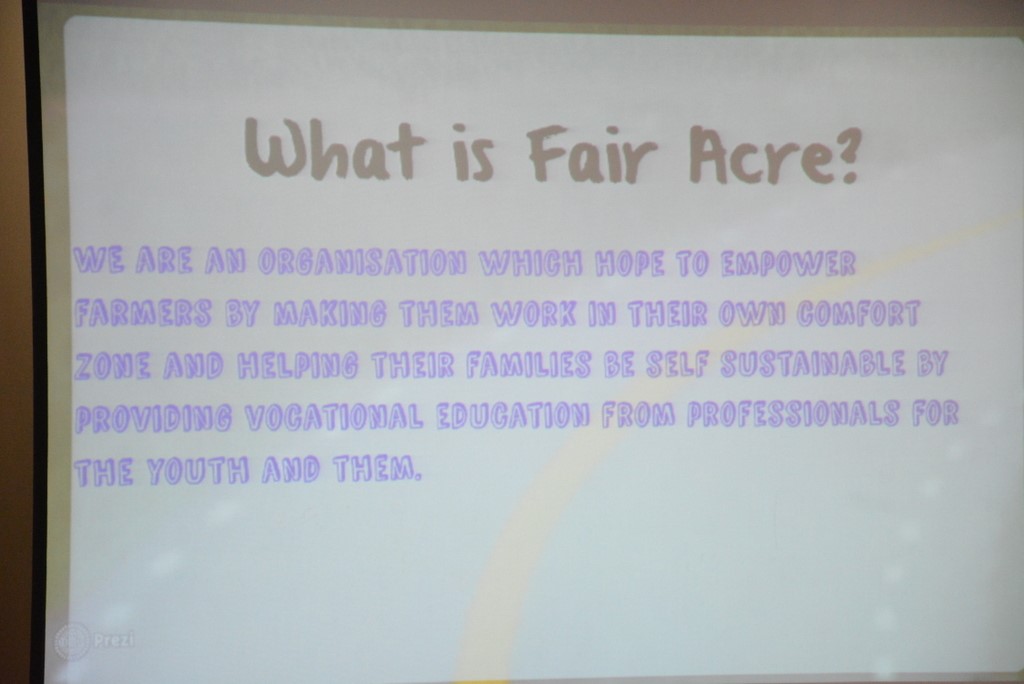 What is Fair Acre?
WE ARE AN ORGANISATION WHICH HOPE TO EMPOWER
FARMERS BY MAKING THEM WORK IN THEIR OWN COMFORT
ZONE AND HELPING THEIR FAMILIES BE SELF SUSTAINABLE BY
PROVIDING VOCATIONAL EDUCATION FROM PROFESSIONALS FOR
THE YOUTH AND THEM.
Prezi